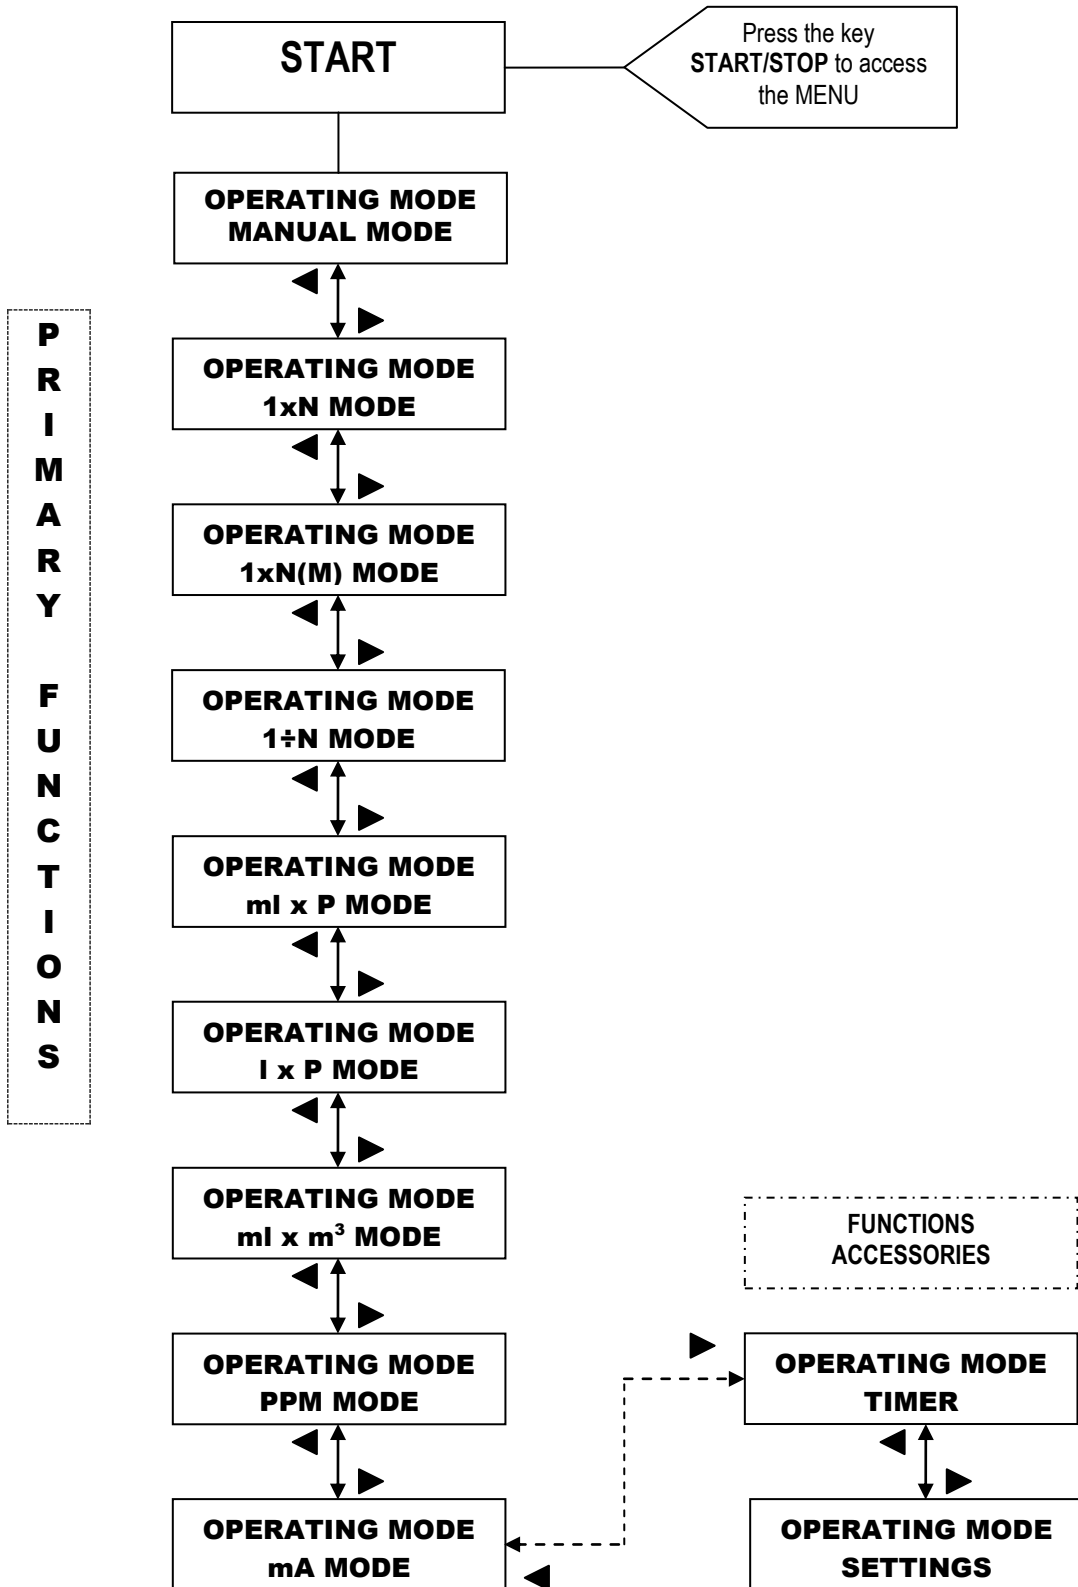 START
Press the key
START/STOP to access
the MENU
OPERATING MODE
MANUAL MODE
PRIMARY FUNCTIONS
OPERATING MODE
1xN MODE
OPERATING MODE
1xN(M) MODE
OPERATING MODE
1÷N MODE
OPERATING MODE
ml x P MODE
OPERATING MODE
l x P MODE
OPERATING MODE
ml x m³ MODE
OPERATING MODE
PPM MODE
OPERATING MODE
mA MODE
FUNCTIONS
ACCESSORIES
OPERATING MODE
TIMER
OPERATING MODE
SETTINGS